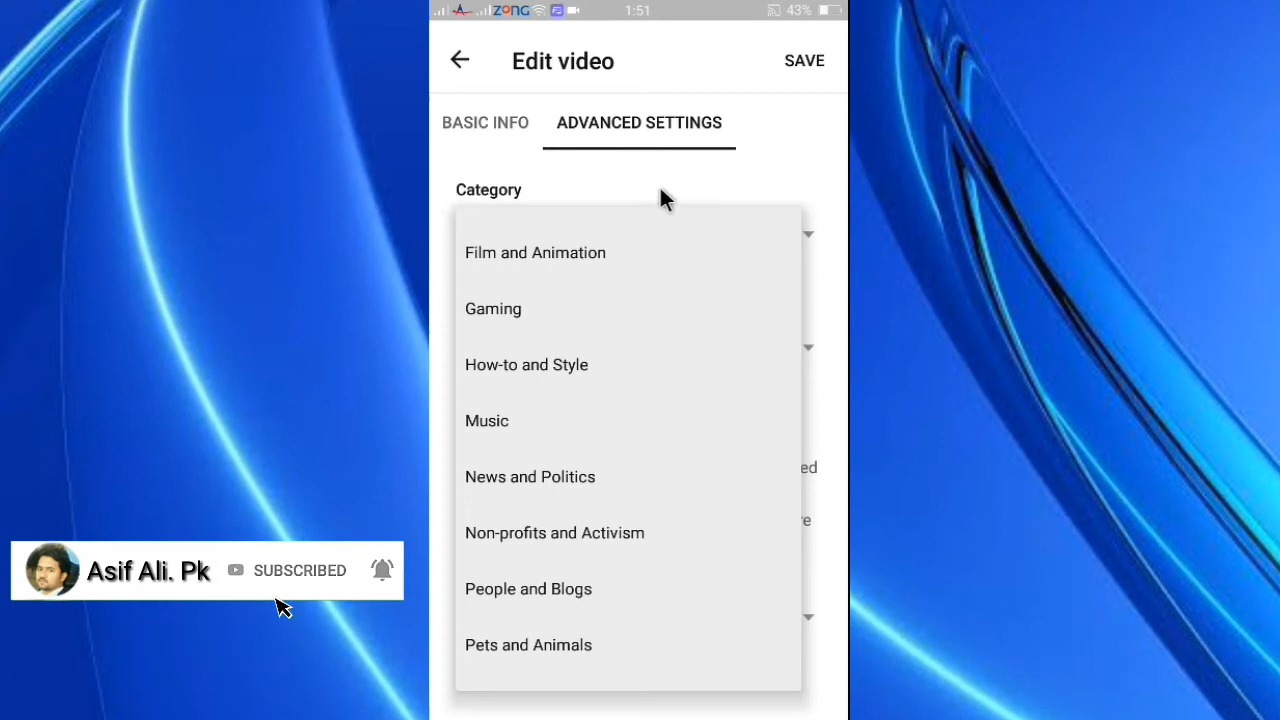 ZONG 1:51 43%
Edit video SAVE
BASIC INFO ADVANCED SETTINGS
Category
Film and Animation
Gaming
How-to and Style
Music
ed
News and Politics
re
Non-profits and Activism
Asif Ali. Pk SUBSCRIBED
People and Blogs
Pets and Animals